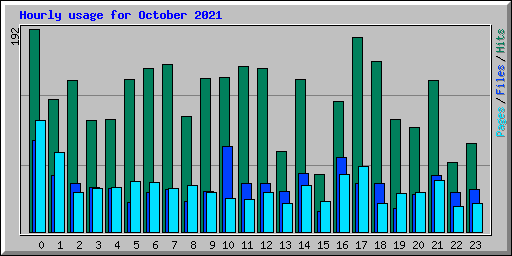 Hourly usage for October 2021
192
Pages/Files/Hits
0 1 2 3 4 5 6 7 8 9 10 11 12 13 14 15 16 17 18 19 20 21 22 23